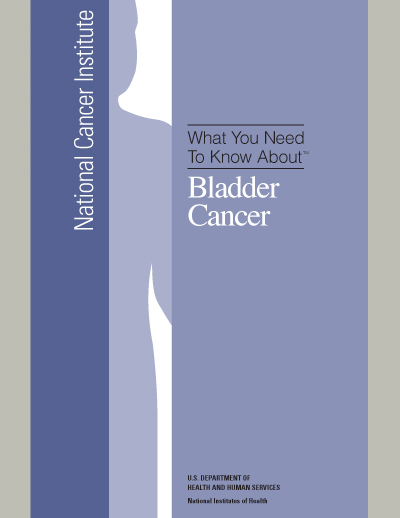 National Cancer Institute
What You Need
To Know About™
Bladder
Cancer
U.S. DEPARTMENT OF
HEALTH AND HUMAN SERVICES
National Institutes of Health